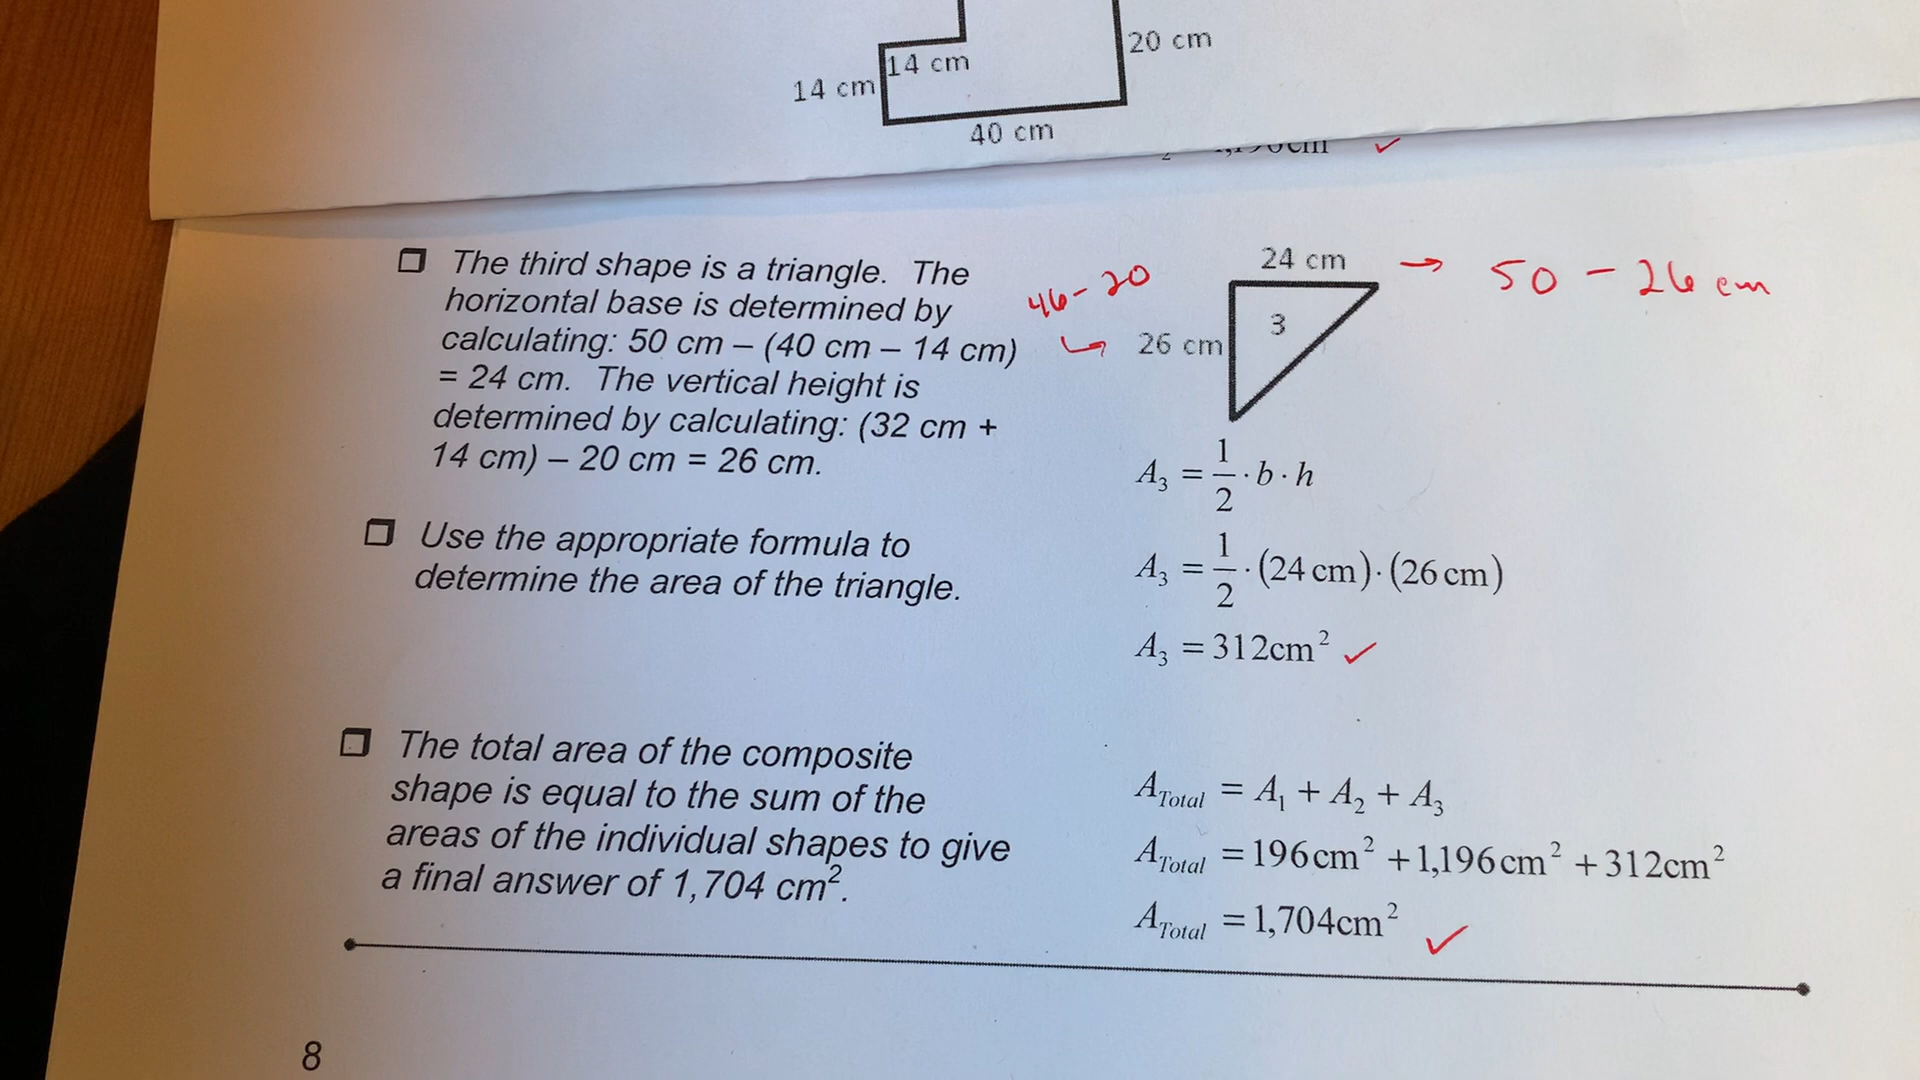 20 cm
14 cm
14 cm
40 cm
The third shape is a triangle. The
horizontal base is determined by
calculating: 50 cm – (40 cm – 14 cm)
= 24 cm. The vertical height is
determined by calculating: (32 cm +
14 cm) – 20 cm = 26 cm.
46 - 20
24 cm → 50 - 26 cm
26 cm
3
A₃ = 1/2 · b · h
Use the appropriate formula to
determine the area of the triangle.
A₃ = 1/2 · (24 cm) · (26 cm)
A₃ = 312cm² ✓
The total area of the composite
shape is equal to the sum of the
areas of the individual shapes to give
a final answer of 1,704 cm².
A_Total = A₁ + A₂ + A₃
A_Total = 196cm² + 1,196cm² + 312cm²
A_Total = 1,704cm² ✓
8